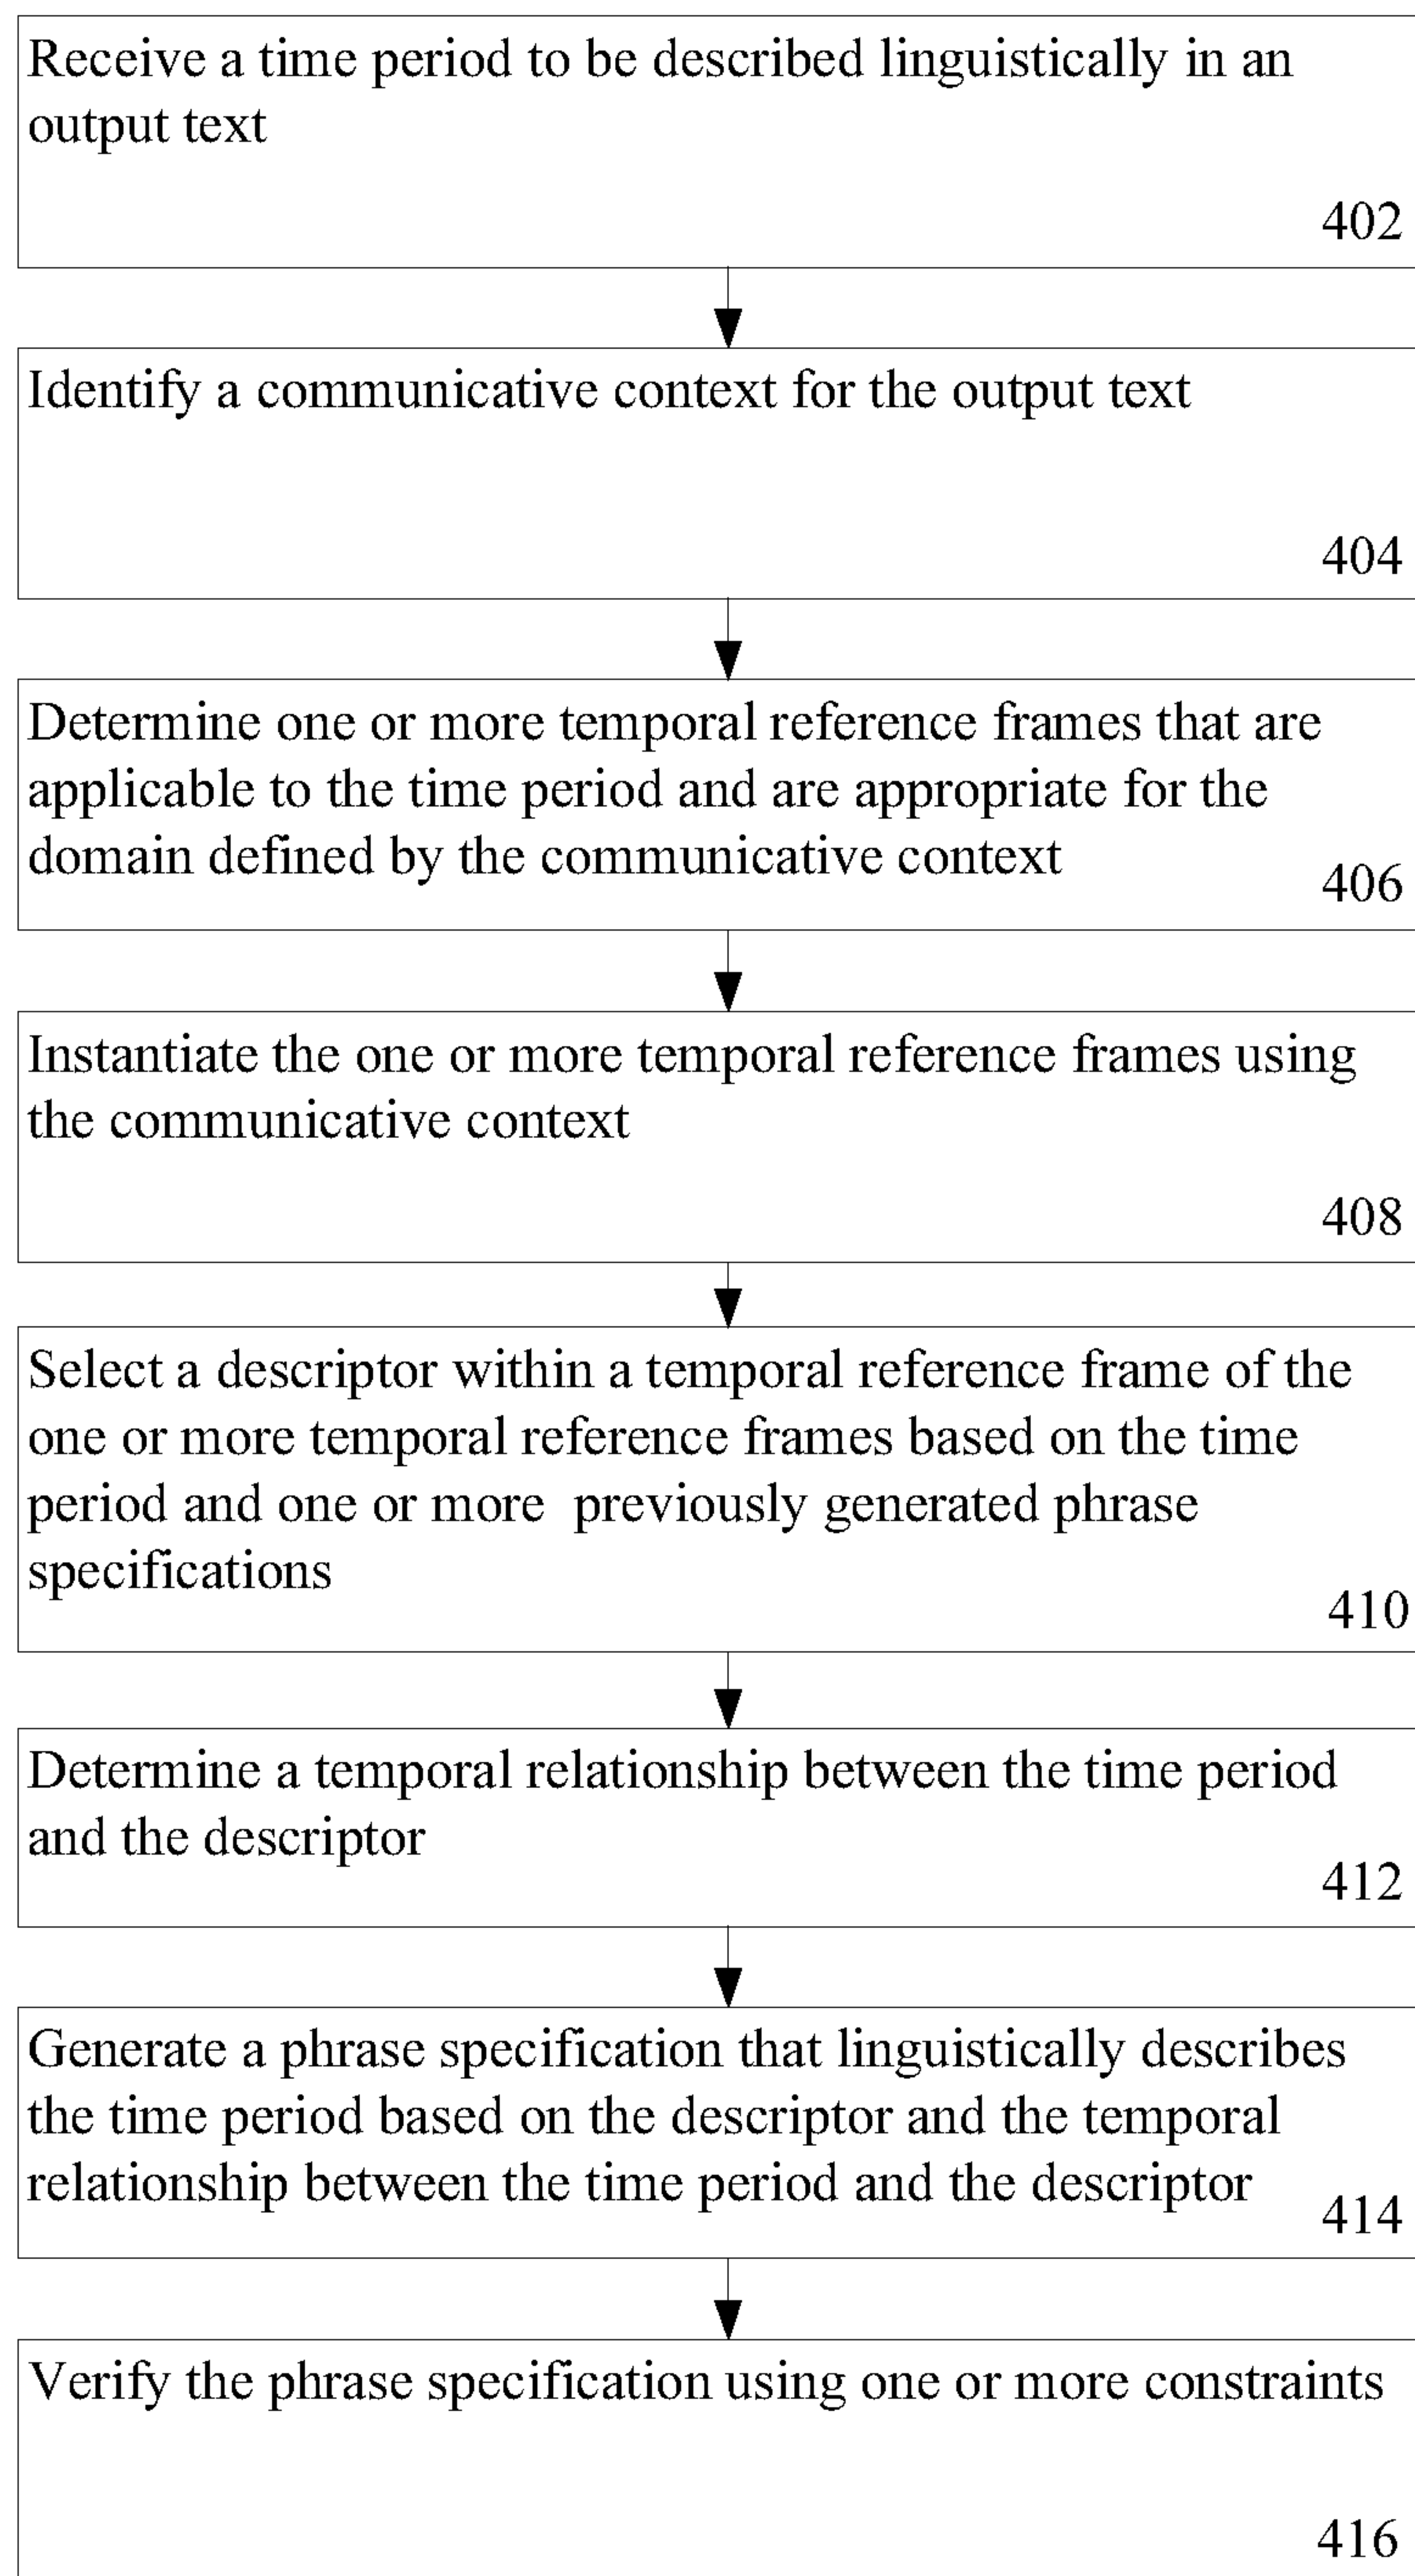 Receive a time period to be described linguistically in an
output text
402
Identify a communicative context for the output text
404
Determine one or more temporal reference frames that are
applicable to the time period and are appropriate for the
domain defined by the communicative context
406
Instantiate the one or more temporal reference frames using
the communicative context
408
Select a descriptor within a temporal reference frame of the
one or more temporal reference frames based on the time
period and one or more  previously generated phrase
specifications
410
Determine a temporal relationship between the time period
and the descriptor
412
Generate a phrase specification that linguistically describes
the time period based on the descriptor and the temporal
relationship between the time period and the descriptor
414
Verify the phrase specification using one or more constraints
416